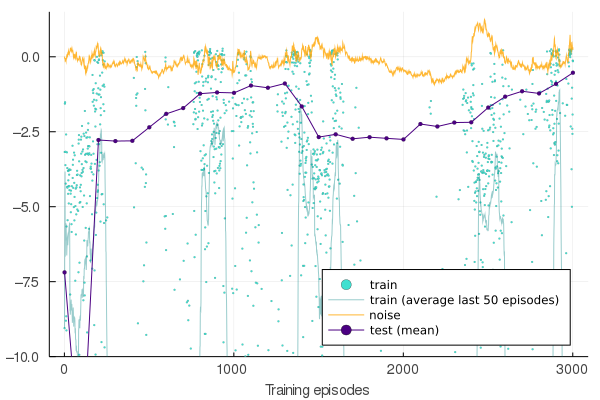 0.0
−2.5
−5.0
−7.5
−10.0
0
1000
2000
3000
Training episodes
train
train (average last 50 episodes)
noise
test (mean)